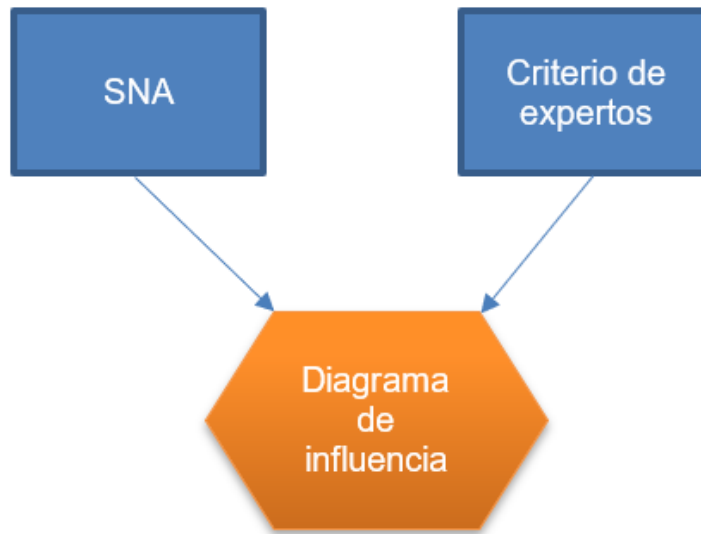 SNA
Criterio de
expertos
Diagrama
de
influencia